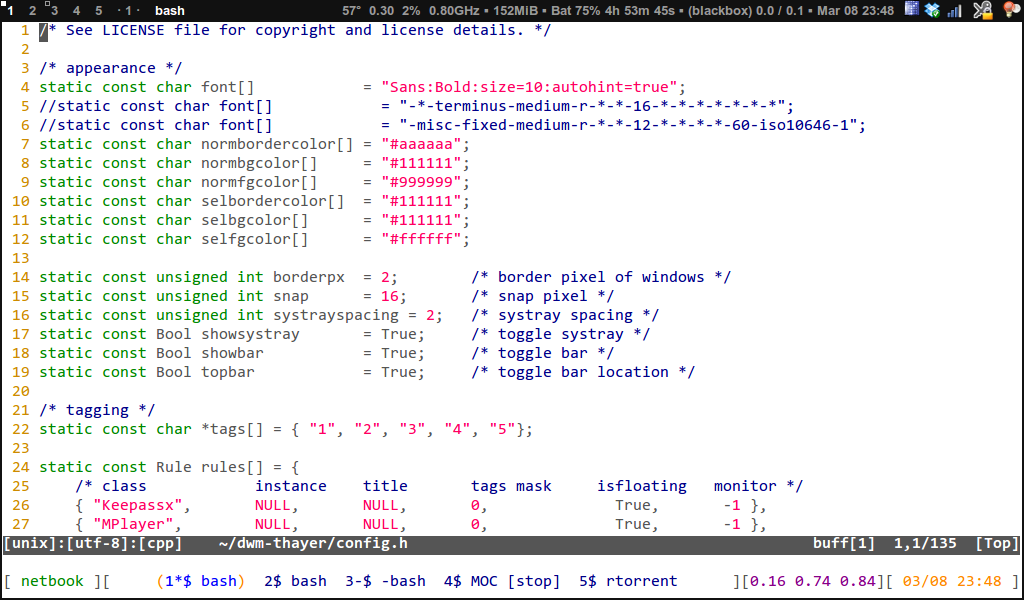 1 2 3 4 5 · 1 · bash 57° 0.30 2% 0.80GHz ▪ 152MiB ▪ Bat 75% 4h 53m 45s ▪ (blackbox) 0.0 / 0.1 ▪ Mar 08 23:48
1 /* See LICENSE file for copyright and license details. */
2
3 /* appearance */
4 static const char font[]            = "Sans:Bold:size=10:autohint=true";
5 //static const char font[]            = "-*-terminus-medium-r-*-*-16-*-*-*-*-*-*-*";
6 //static const char font[]            = "-misc-fixed-medium-r-*-*-12-*-*-*-*-60-iso10646-1";
7 static const char normbordercolor[] = "#aaaaaa";
8 static const char normbgcolor[]     = "#111111";
9 static const char normfgcolor[]     = "#999999";
10 static const char selbordercolor[]  = "#111111";
11 static const char selbgcolor[]      = "#111111";
12 static const char selfgcolor[]      = "#ffffff";
13
14 static const unsigned int borderpx  = 2;        /* border pixel of windows */
15 static const unsigned int snap      = 16;       /* snap pixel */
16 static const unsigned int systrayspacing = 2;   /* systray spacing */
17 static const Bool showsystray       = True;     /* toggle systray */
18 static const Bool showbar           = True;     /* toggle bar */
19 static const Bool topbar            = True;     /* toggle bar location */
20
21 /* tagging */
22 static const char *tags[] = { "1", "2", "3", "4", "5"};
23
24 static const Rule rules[] = {
25     /* class            instance    title       tags mask     isfloating   monitor */
26     { "Keepassx",       NULL,       NULL,       0,              True,       -1 },
27     { "MPlayer",        NULL,       NULL,       0,              True,       -1 },
[unix]:[utf-8]:[cpp]    ~/dwm-thayer/config.h    buff[1]  1,1/135  [Top]
[ netbook ][     (1*$ bash)  2$ bash  3-$ -bash  4$ MOC [stop]  5$ rtorrent      ][0.16 0.74 0.84][ 03/08 23:48 ]